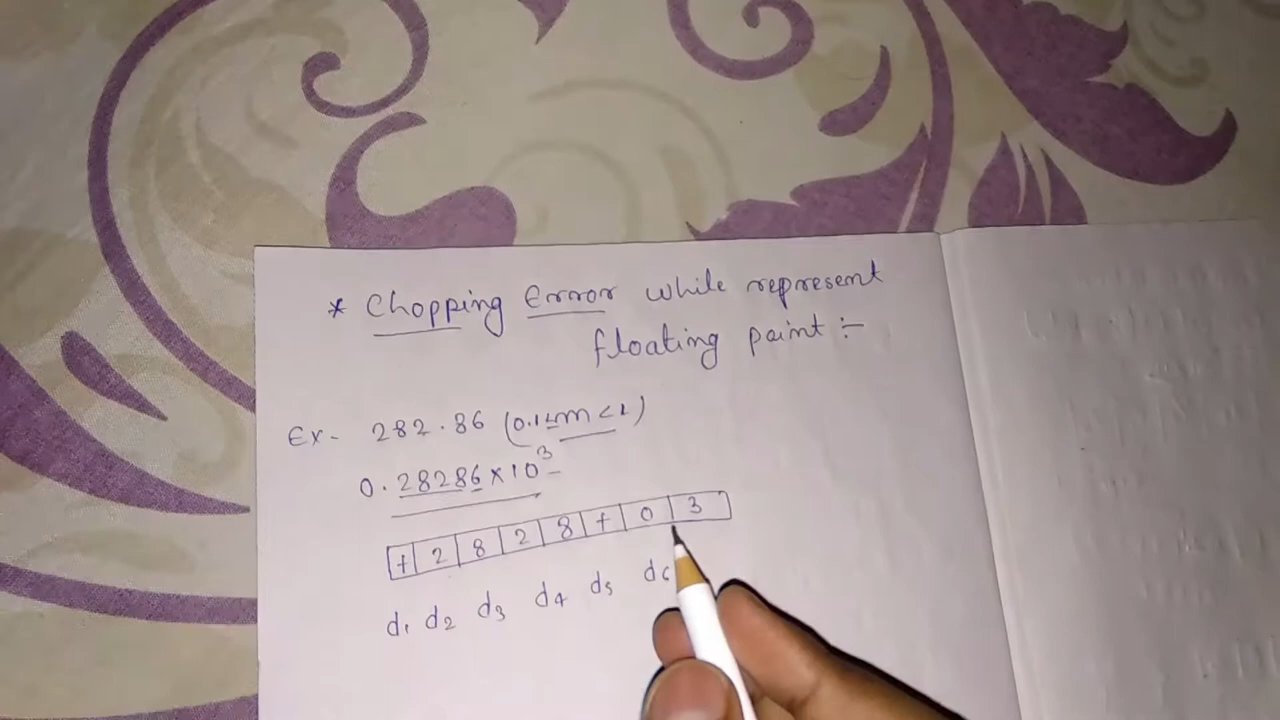 * Chopping Error while represent
floating paint :-
Ex- 282.86 (0.1≤m<1)
0.28286×10³
+ 2 8 2 8 + 0 3
d₁ d₂ d₃ d₄ d₅ d₆